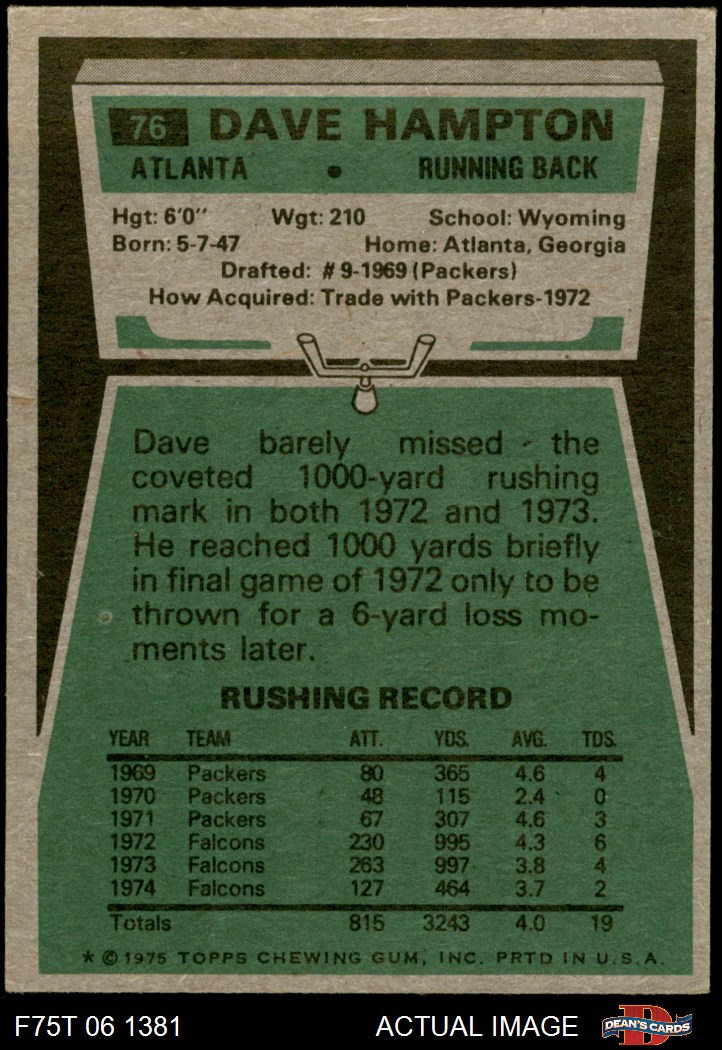 76 DAVE HAMPTON
ATLANTA • RUNNING BACK
Hgt: 6'0" Wgt: 210 School: Wyoming
Born: 5-7-47 Home: Atlanta, Georgia
Drafted: #9-1969 (Packers)
How Acquired: Trade with Packers-1972
Dave barely missed the
coveted 1000-yard rushing
mark in both 1972 and 1973.
He reached 1000 yards briefly
in final game of 1972 only to be
thrown for a 6-yard loss mo-
ments later.
RUSHING RECORD
YEAR TEAM ATT. YDS. AVG. TDS.
1969 Packers 80 365 4.6 4
1970 Packers 48 115 2.4 0
1971 Packers 67 307 4.6 3
1972 Falcons 230 995 4.3 6
1973 Falcons 263 997 3.8 4
1974 Falcons 127 464 3.7 2
Totals 815 3243 4.0 19
* © 1975 TOPPS CHEWING GUM, INC. PRTD IN U.S.A.
F75T 06 1381 ACTUAL IMAGE D DEAN'S CARDS